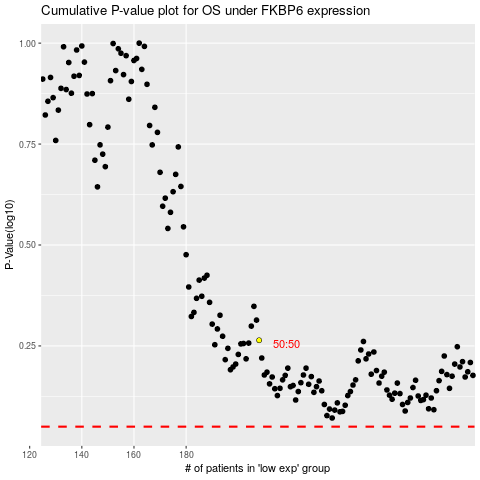 Cumulative P-value plot for OS under FKBP6 expression
1.00
0.75
0.50
0.25
P-Value(log10)
50:50
120 140 160 180
# of patients in 'low exp' group